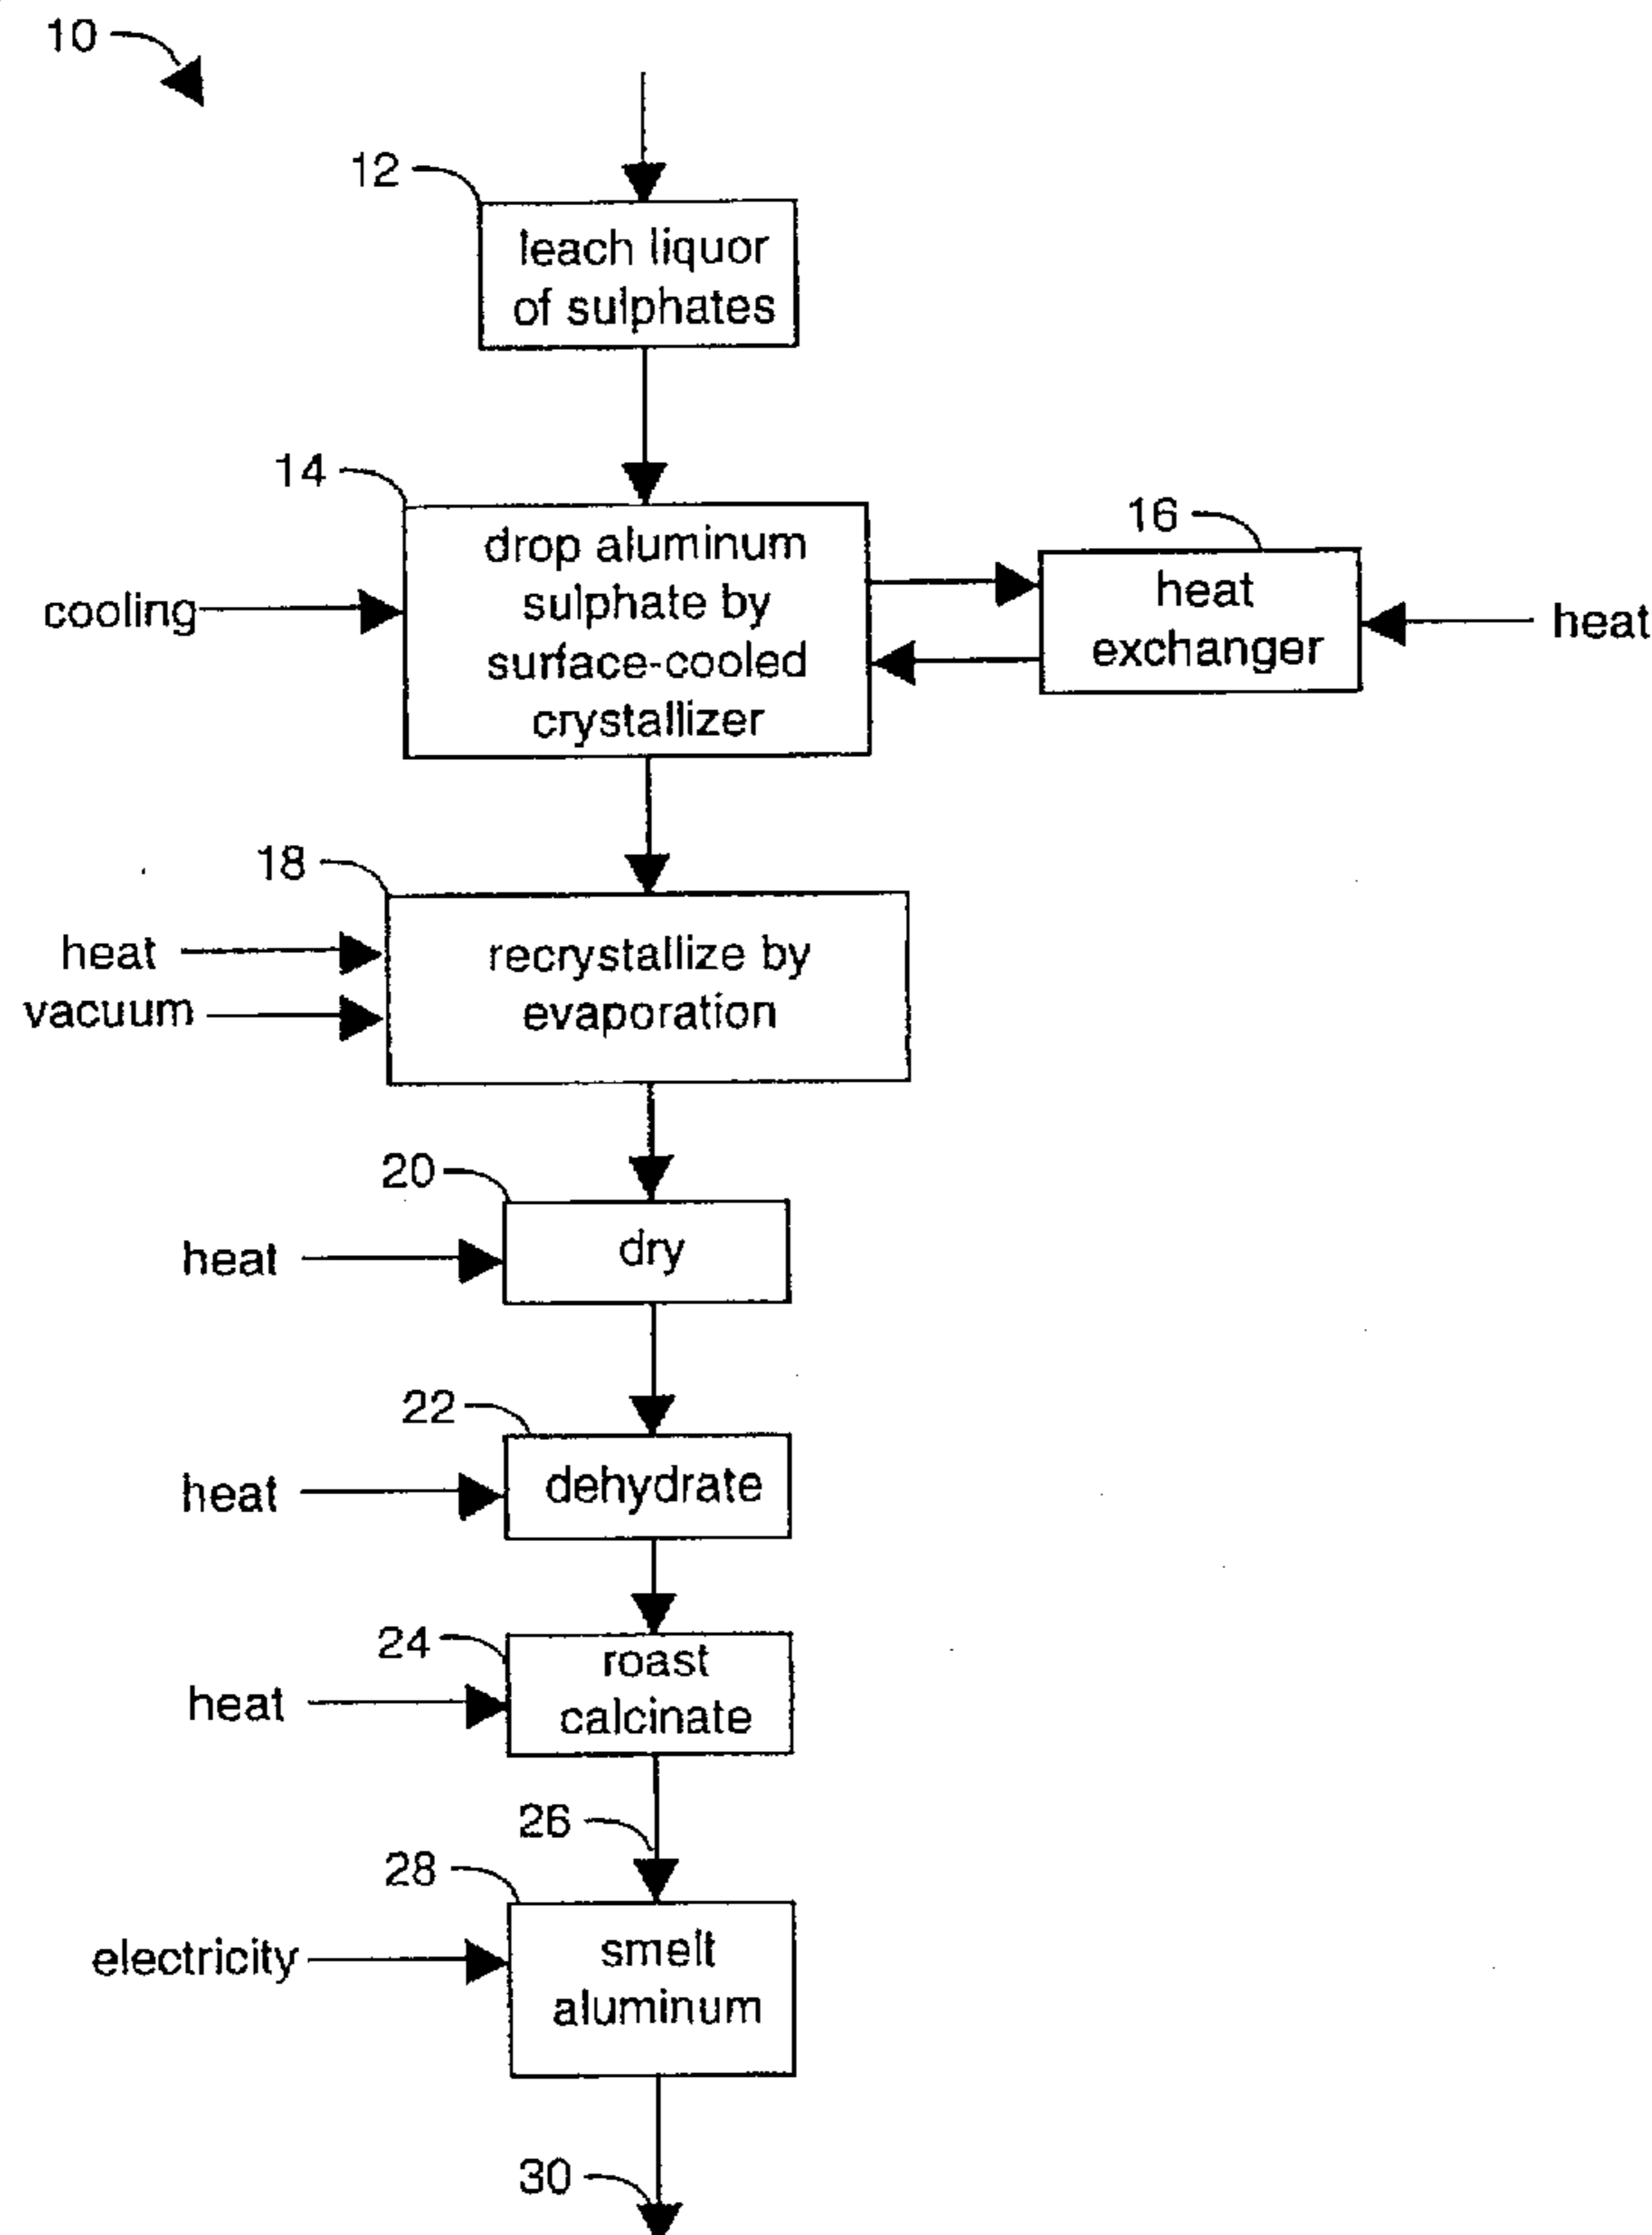 10
12
leach liquor
of sulphates
14
drop aluminum
sulphate by
surface-cooled
crystallizer
cooling
16
heat
exchanger
heat
18
recrystallize by
evaporation
heat
vacuum
20
dry
heat
22
dehydrate
heat
24
roast
calcinate
heat
26
28
smelt
aluminum
electricity
30